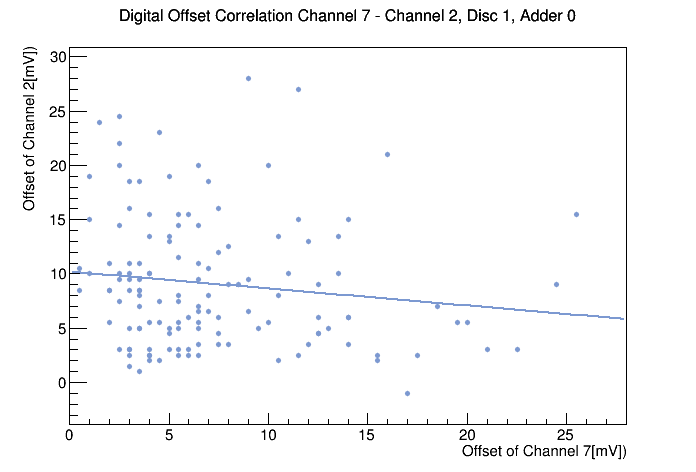 Digital Offset Correlation Channel 7 - Channel 2, Disc 1, Adder 0
Offset of Channel 2[mV])
30
25
20
15
10
5
0
0 5 10 15 20 25
Offset of Channel 7[mV])